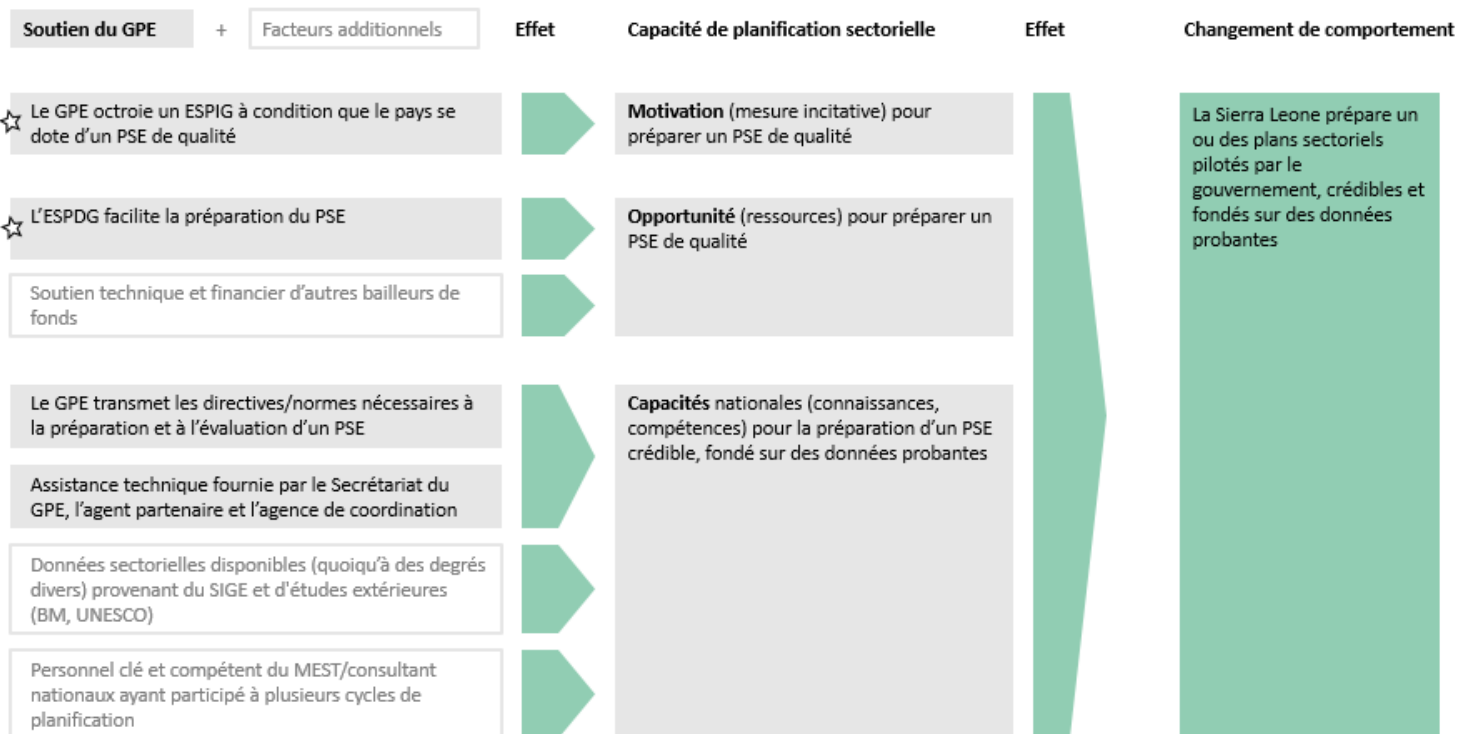 Soutien du GPE + Facteurs additionnels Effet Capacité de planification sectorielle Effet Changement de comportement
Le GPE octroie un ESPIG à condition que le pays se
dote d'un PSE de qualité
Motivation (mesure incitative) pour
préparer un PSE de qualité
La Sierra Leone prépare un
ou des plans sectoriels
pilotés par le
gouvernement, crédibles et
fondés sur des données
probantes
L'ESPDG facilite la préparation du PSE
Opportunité (ressources) pour préparer un
PSE de qualité
Soutien technique et financier d'autres bailleurs de
fonds
Le GPE transmet les directives/normes nécessaires à
la préparation et à l'évaluation d'un PSE
Capacités nationales (connaissances,
compétences) pour la préparation d'un PSE
crédible, fondé sur des données probantes
Assistance technique fournie par le Secrétariat du
GPE, l'agent partenaire et l'agence de coordination
Données sectorielles disponibles (quoiqu'à des degrés
divers) provenant du SIGE et d'études extérieures
(BM, UNESCO)
Personnel clé et compétent du MEST/consultant
nationaux ayant participé à plusieurs cycles de
planification